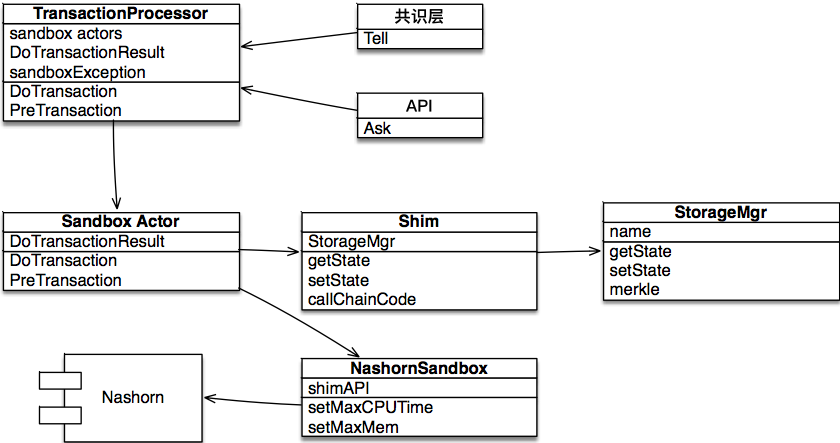 TransactionProcessor
sandbox actors
DoTransactionResult
sandboxException
DoTransaction
PreTransaction
共识层
Tell
API
Ask
Sandbox Actor
DoTransactionResult
DoTransaction
PreTransaction
Shim
StorageMgr
getState
setState
callChainCode
StorageMgr
name
getState
setState
merkle
Nashorn
NashornSandbox
shimAPI
setMaxCPUTime
setMaxMem